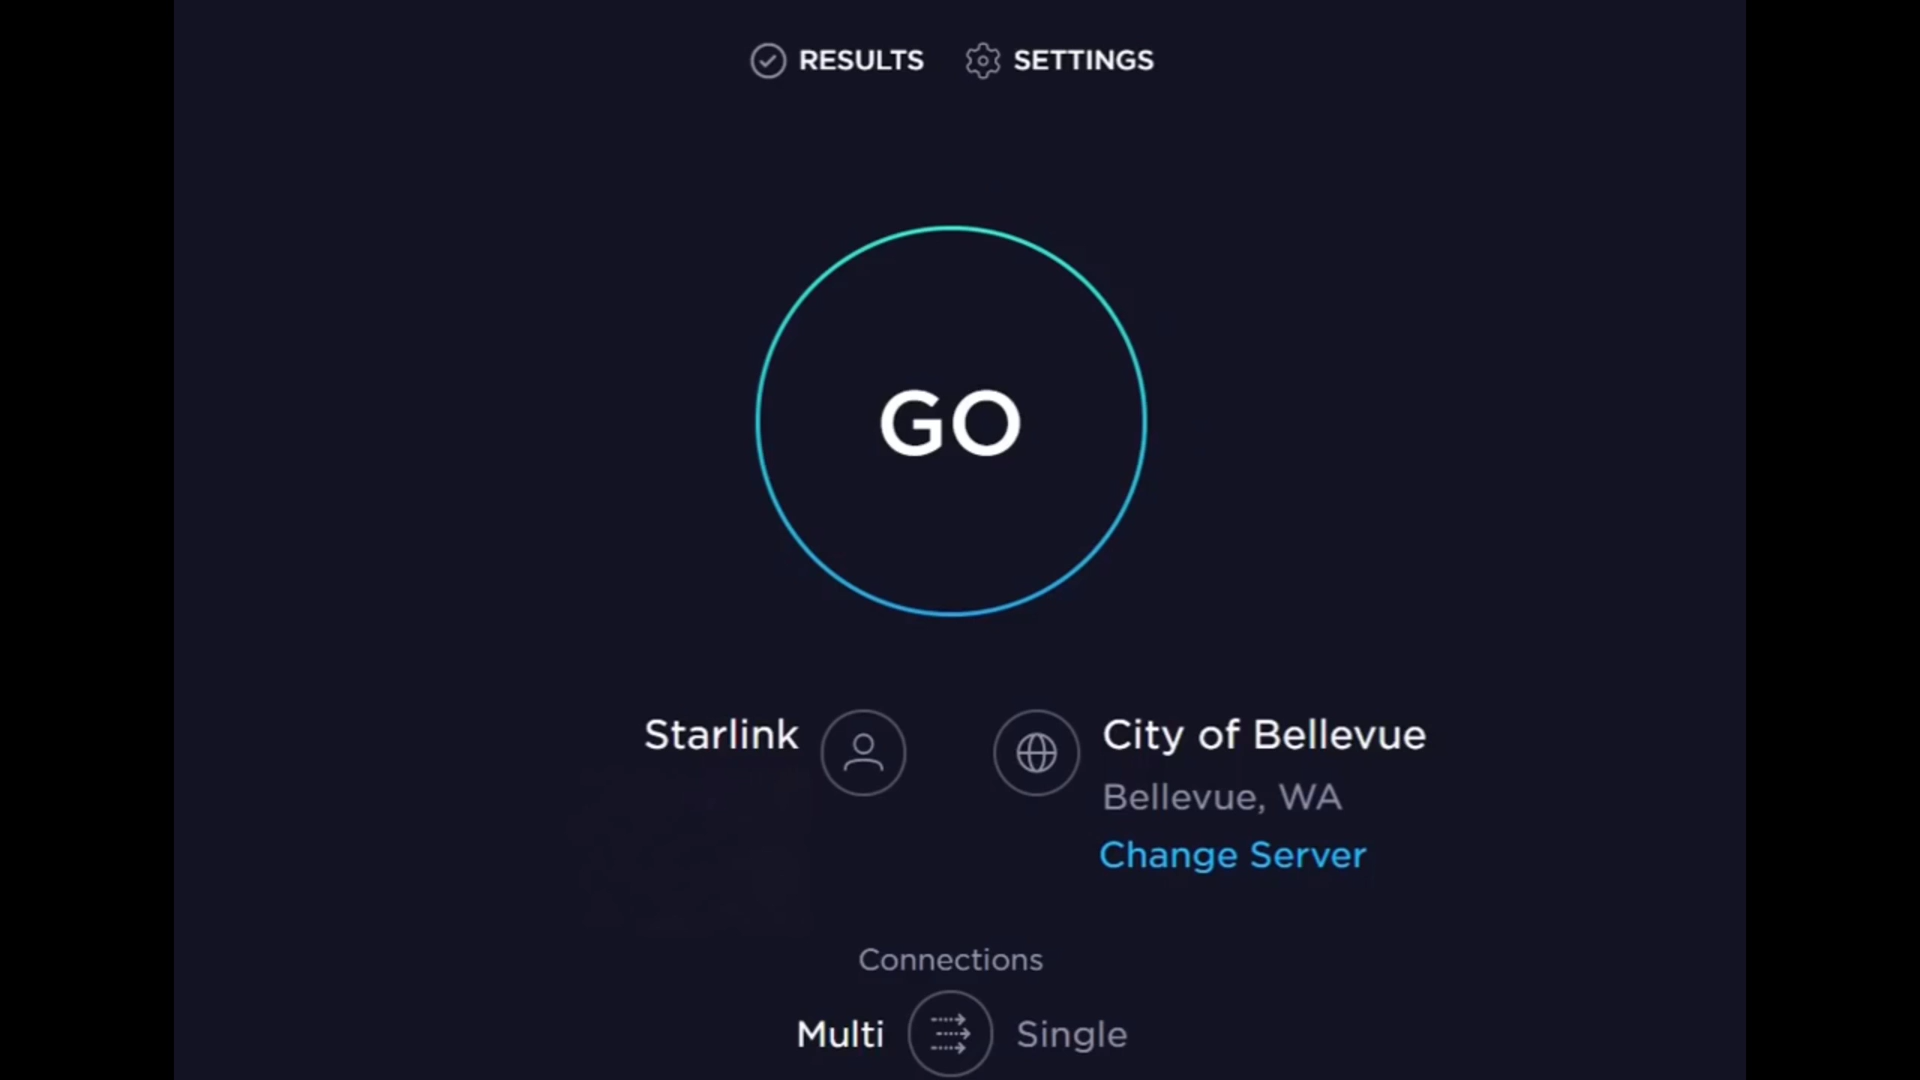 RESULTS SETTINGS
GO
Starlink
City of Bellevue
Bellevue, WA
Change Server
Connections
Multi Single